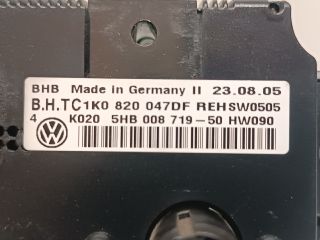 BHB Made in Germany II 23.08.05
B.H.TC1K0 820 047DF REHSW0505
4 K020 5HB 008 719-50 HW090